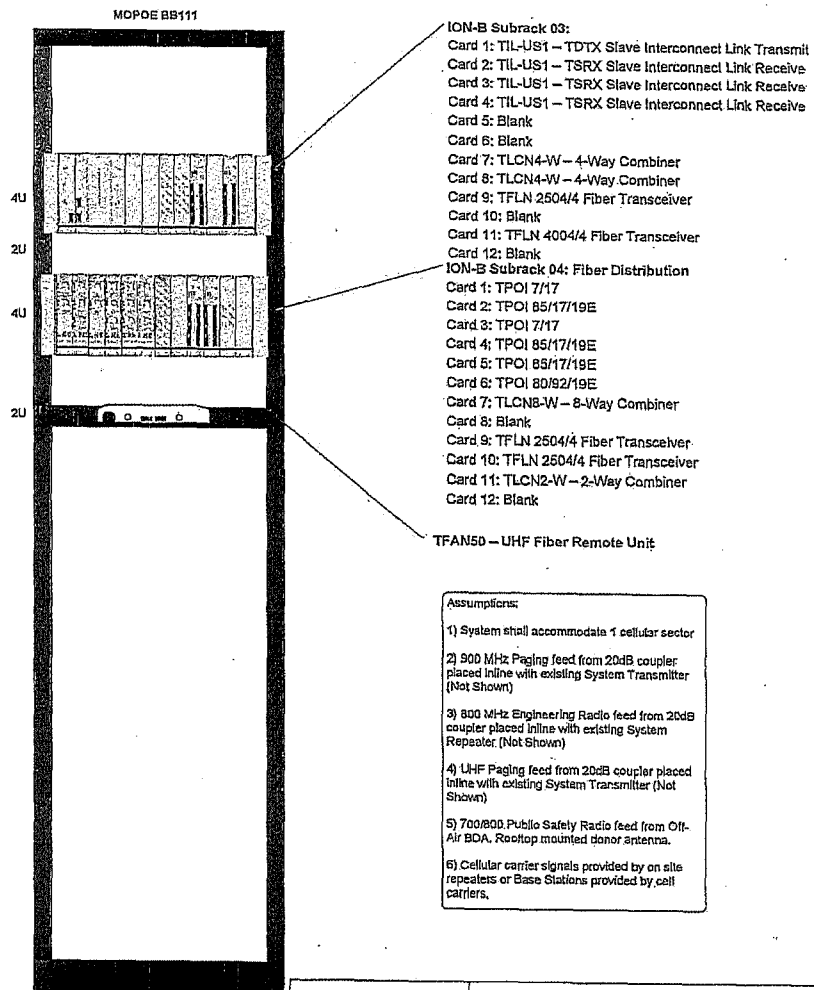 MOPOE BB111
ION-B Subrack 03:
Card 1: TIL-US1 – TDTX Slave Interconnect Link Transmit
Card 2: TIL-US1 – TSRX Slave Interconnect Link Receive
Card 3: TIL-US1 – TSRX Slave Interconnect Link Receive
Card 4: TIL-US1 – TSRX Slave Interconnect Link Receive
Card 5: Blank
Card 6: Blank
Card 7: TLCN4-W – 4-Way Combiner
Card 8: TLCN4-W – 4-Way Combiner
Card 9: TFLN 2504/4 Fiber Transceiver
Card 10: Blank
Card 11: TFLN 4004/4 Fiber Transceiver
Card 12: Blank
ION-B Subrack 04: Fiber Distribution
Card 1: TPOI 7/17
Card 2: TPOI 85/17/19E
Card 3: TPOI 7/17
Card 4: TPOI 85/17/19E
Card 5: TPOI 85/17/19E
Card 6: TPOI 80/92/19E
Card 7: TLCN8-W – 8-Way Combiner
Card 8: Blank
Card 9: TFLN 2504/4 Fiber Transceiver
Card 10: TFLN 2504/4 Fiber Transceiver
Card 11: TLCN2-W – 2-Way Combiner
Card 12: Blank
4U
2U
4U
2U
TFAN50 – UHF Fiber Remote Unit
Assumptions:
1) System shall accommodate 1 cellular sector
2) 900 MHz Paging feed from 20dB coupler
placed inline with existing System Transmitter
(Not Shown)
3) 800 MHz Engineering Radio feed from 20dB
coupler placed inline with existing System
Repeater. (Not Shown)
4) UHF Paging feed from 20dB coupler placed
inline with existing System Transmitter (Not
Shown)
5) 700/800 Public Safety Radio feed from Off-
Air BDA. Rooftop mounted donor antenna.
6) Cellular carrier signals provided by on site
repeaters or Base Stations provided by cell
carriers.